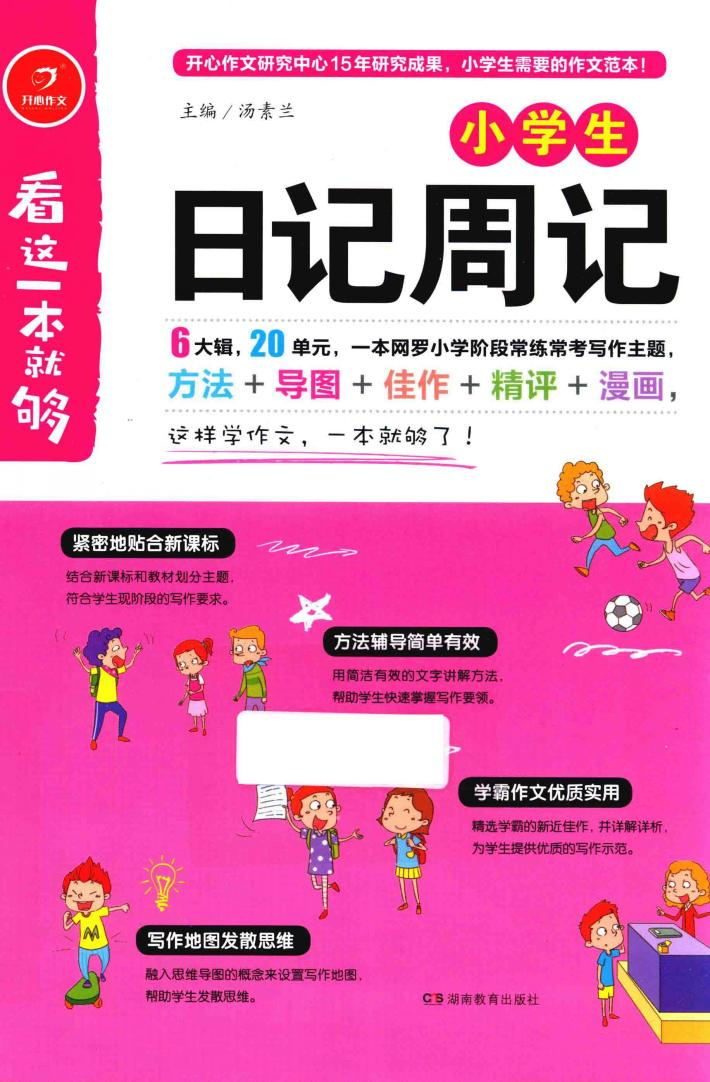 开心作文研究中心15年研究成果，小学生需要的作文范本！
开心作文
主编/汤素兰
小学生
看这一本就够
日记周记
6大辑，20单元，一本网罗小学阶段常练常考写作主题，
方法+导图+佳作+精评+漫画，
这样学作文，一本就够了！
紧密地贴合新课标
结合新课标和教材划分主题，
符合学生现阶段的写作要求。
方法辅导简单有效
用简洁有效的文字讲解方法，
帮助学生快速掌握写作要领。
学霸作文优质实用
精选学霸的新近佳作，并详解详析，
为学生提供优质的写作示范。
M
写作地图发散思维
融入思维导图的概念来设置写作地图，
帮助学生发散思维。
湖南教育出版社